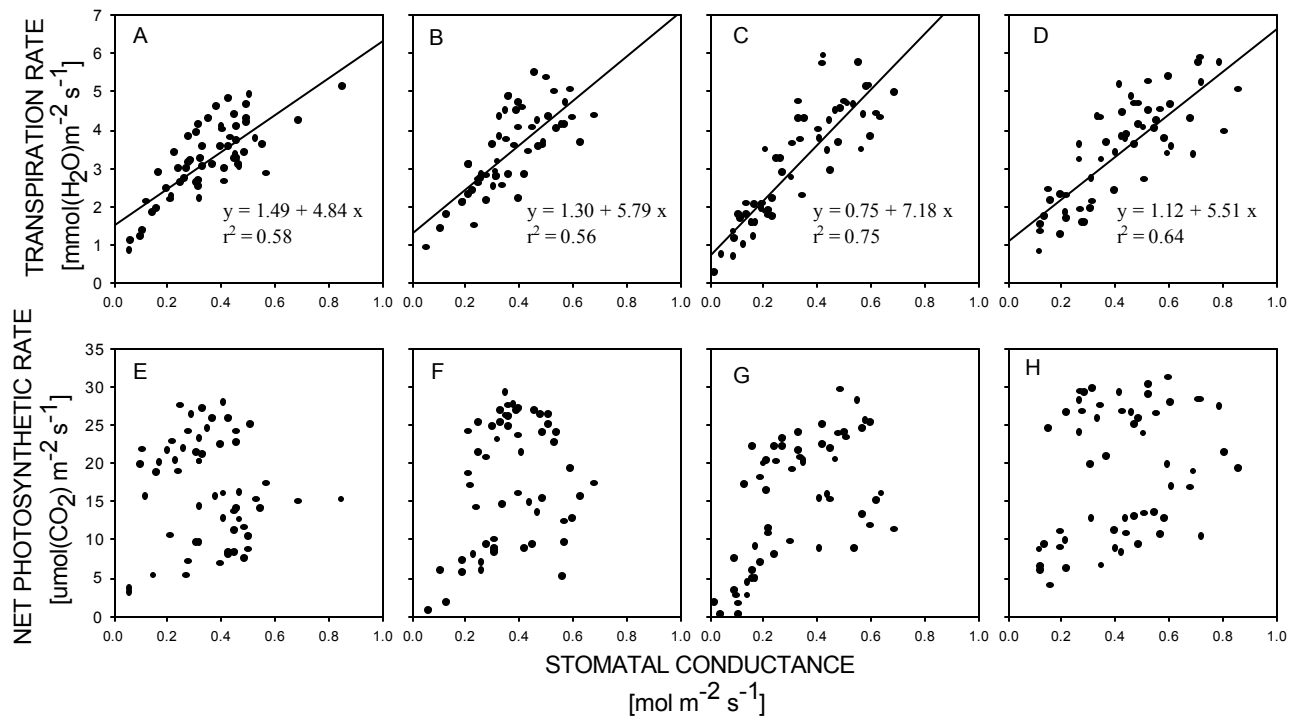 TRANSPIRATION RATE
[mmol(H2O)m-2 s-1]
7
6
5
4
3
2
1
0
A
y = 1.49 + 4.84 x
r2 = 0.58
0.0 0.2 0.4 0.6 0.8 1.0
B
y = 1.30 + 5.79 x
r2 = 0.56
0.0 0.2 0.4 0.6 0.8 1.0
C
y = 0.75 + 7.18 x
r2 = 0.75
0.0 0.2 0.4 0.6 0.8 1.0
D
y = 1.12 + 5.51 x
r2 = 0.64
0.0 0.2 0.4 0.6 0.8 1.0
NET PHOTOSYNTHETIC RATE
[umol(CO2) m-2 s-1]
35
30
25
20
15
10
5
0
E
0.0 0.2 0.4 0.6 0.8 1.0
F
0.0 0.2 0.4 0.6 0.8 1.0
G
0.0 0.2 0.4 0.6 0.8 1.0
H
0.0 0.2 0.4 0.6 0.8 1.0
STOMATAL CONDUCTANCE
[mol m-2 s-1]